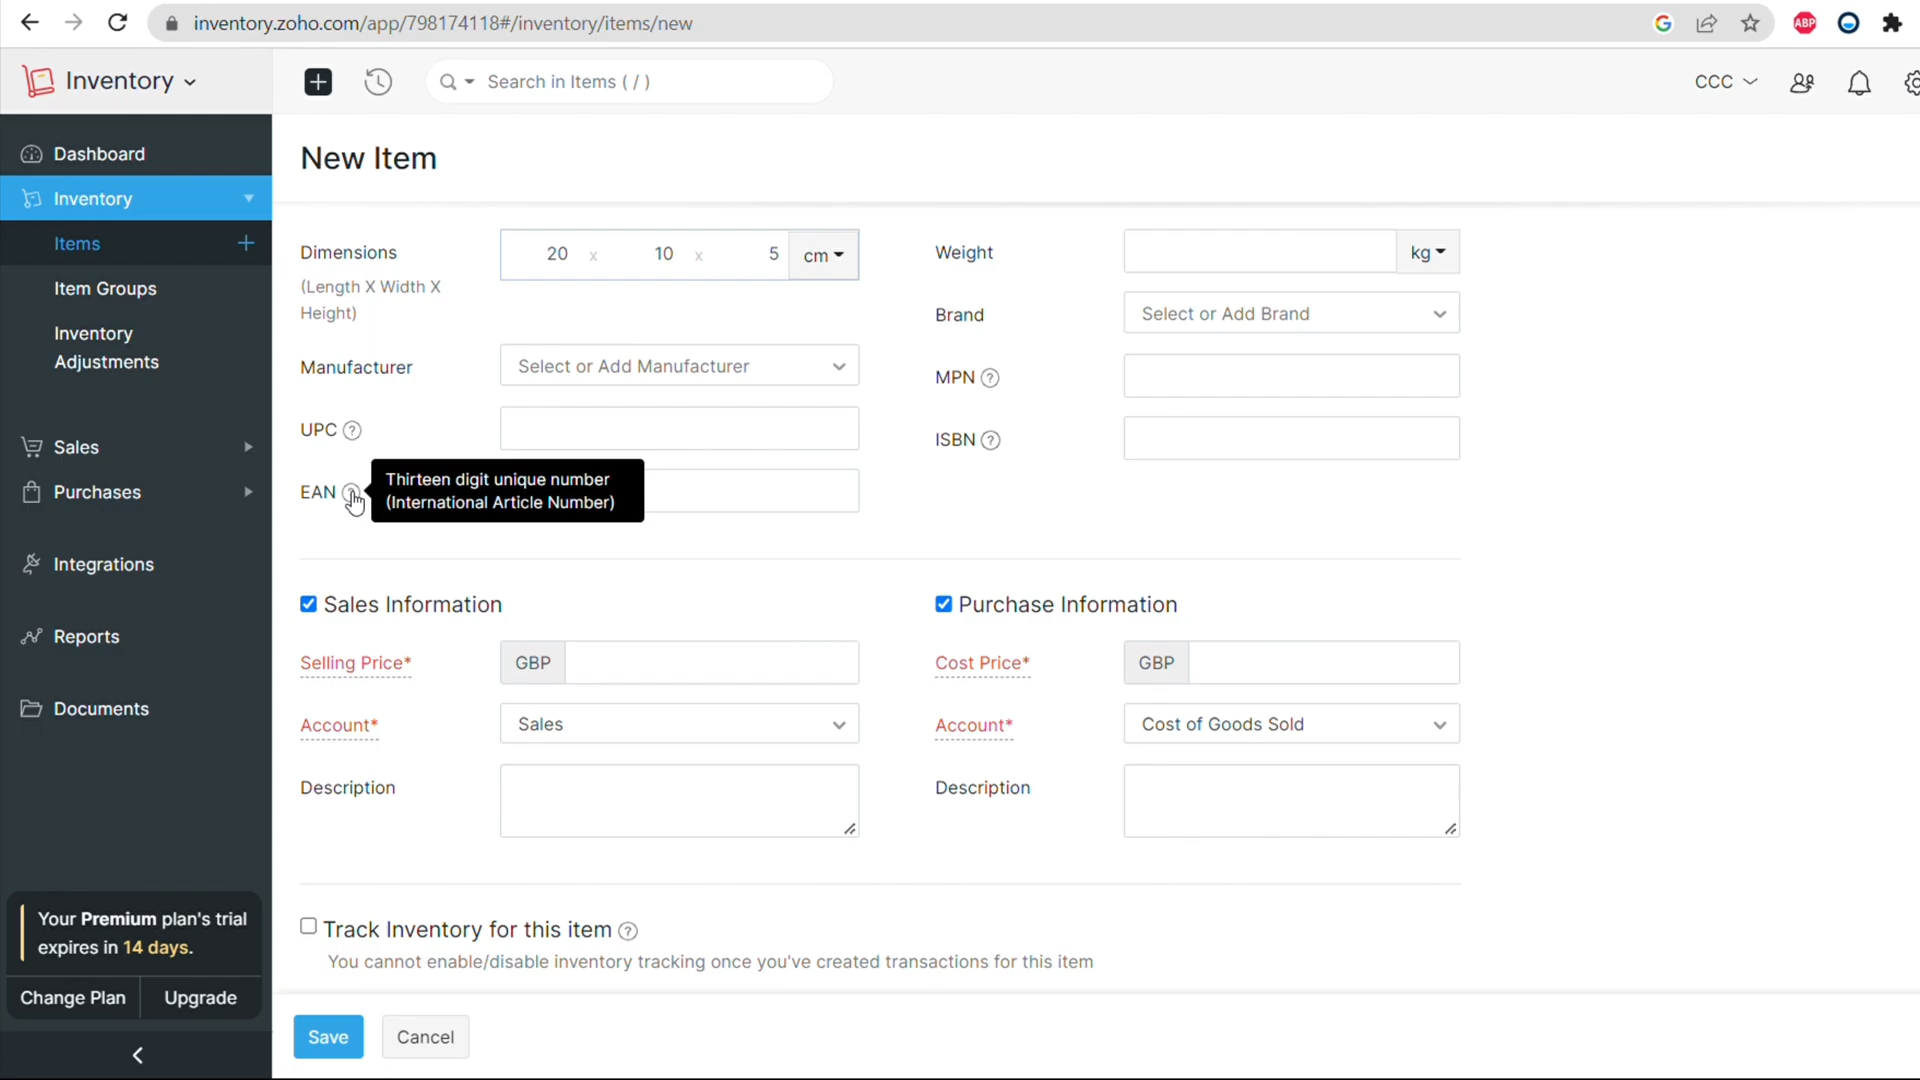 inventory.zoho.com/app/798174118#/inventory/items/new
ABP
Inventory
Search in Items ( / )
CCC
Dashboard
Inventory
Items
Item Groups
Inventory
Adjustments
Sales
Purchases
Integrations
Reports
Documents
Your Premium plan's trial
expires in 14 days.
Change Plan
Upgrade
New Item
Dimensions
(Length X Width X
Height)
20 x 10 x 5 cm
Weight
kg
Manufacturer
Select or Add Manufacturer
Brand
Select or Add Brand
UPC
MPN
EAN
Thirteen digit unique number
(International Article Number)
ISBN
Sales Information
Selling Price*
GBP
Account*
Sales
Description
Purchase Information
Cost Price*
GBP
Account*
Cost of Goods Sold
Description
Track Inventory for this item
You cannot enable/disable inventory tracking once you've created transactions for this item
Save
Cancel